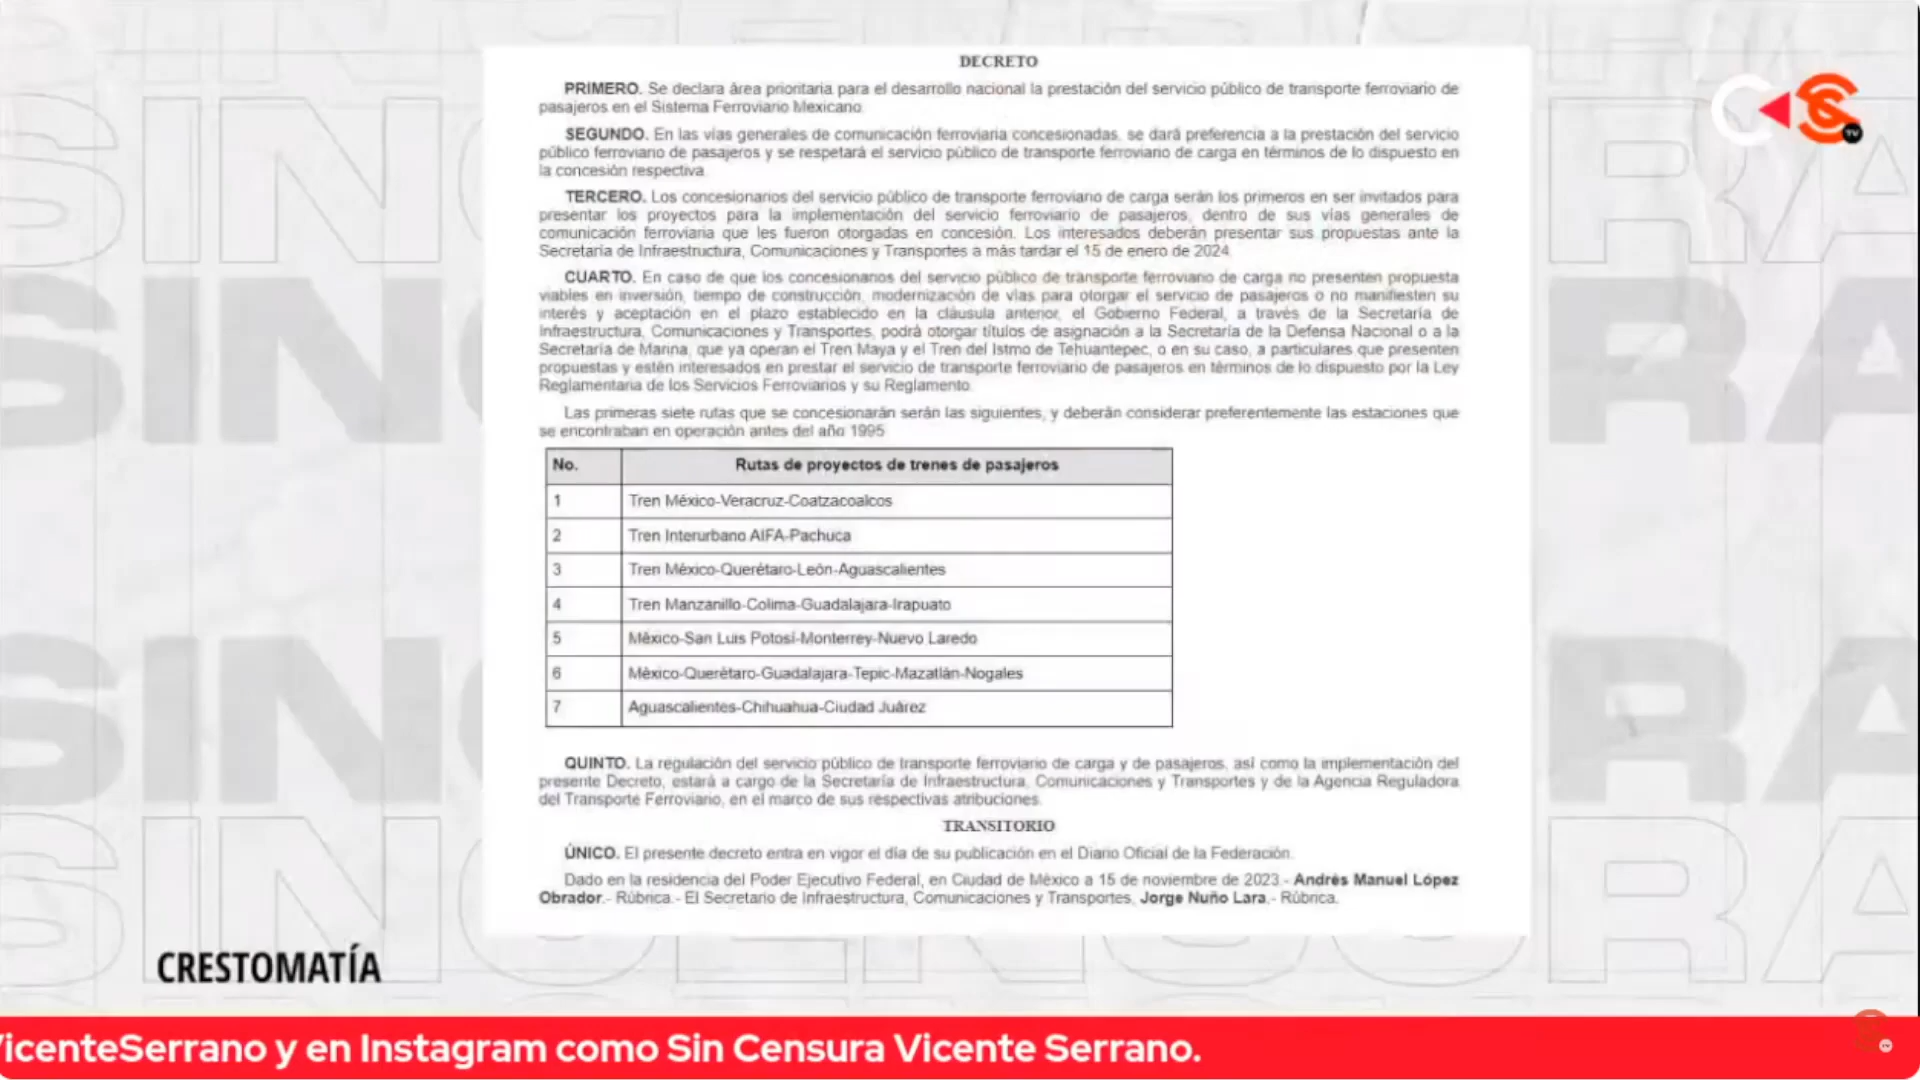 DECRETO
PRIMERO. Se declara área prioritaria para el desarrollo nacional la prestación del servicio público de transporte ferroviario de
pasajeros en el Sistema Ferroviario Mexicano.
SEGUNDO. En las vías generales de comunicación ferroviaria concesionadas, se dará preferencia a la prestación del servicio
público ferroviario de pasajeros y se respetará el servicio público de transporte ferroviario de carga en términos de lo dispuesto en
la concesión respectiva.
TERCERO. Los concesionarios del servicio público de transporte ferroviario de carga serán los primeros en ser invitados para
presentar los proyectos para la implementación del servicio ferroviario de pasajeros, dentro de sus vías generales de
comunicación ferroviaria que les fueron otorgadas en concesión. Los interesados deberán presentar sus propuestas ante la
Secretaría de Infraestructura, Comunicaciones y Transportes a más tardar el 15 de enero de 2024.
CUARTO. En caso de que los concesionarios del servicio público de transporte ferroviario de carga no presenten propuesta
viables en inversión, tiempo de construcción, modernización de vías para otorgar el servicio de pasajeros o no manifiesten su
interés y aceptación en el plazo establecido en la cláusula anterior, el Gobierno Federal, a través de la Secretaría de
Infraestructura, Comunicaciones y Transportes, podrá otorgar títulos de asignación a la Secretaría de la Defensa Nacional o a la
Secretaría de Marina, que ya operan el Tren Maya y el Tren del Istmo de Tehuantepec, o en su caso, a particulares que presenten
propuestas y estén interesados en prestar el servicio de transporte ferroviario de pasajeros en términos de lo dispuesto por la Ley
Reglamentaria de los Servicios Ferroviarios y su Reglamento.
Las primeras siete rutas que se concesionarán serán las siguientes, y deberán considerar preferentemente las estaciones que
se encontraban en operación antes del año 1995
No. Rutas de proyectos de trenes de pasajeros
1 Tren México-Veracruz-Coatzacoalcos
2 Tren Interurbano AIFA-Pachuca
3 Tren México-Querétaro-León-Aguascalientes
4 Tren Manzanillo-Colima-Guadalajara-Irapuato
5 México-San Luis Potosí-Monterrey-Nuevo Laredo
6 México-Querétaro-Guadalajara-Tepic-Mazatlán-Nogales
7 Aguascalientes-Chihuahua-Ciudad Juárez
QUINTO. La regulación del servicio público de transporte ferroviario de carga y de pasajeros, así como la implementación del
presente Decreto, estará a cargo de la Secretaría de Infraestructura, Comunicaciones y Transportes y de la Agencia Reguladora
del Transporte Ferroviario, en el marco de sus respectivas atribuciones.
TRANSITORIO
ÚNICO. El presente decreto entra en vigor el día de su publicación en el Diario Oficial de la Federación.
Dado en la residencia del Poder Ejecutivo Federal, en Ciudad de México a 15 de noviembre de 2023.- Andrés Manuel López
Obrador.- Rúbrica.- El Secretario de Infraestructura, Comunicaciones y Transportes, Jorge Nuño Lara.- Rúbrica.
CRESTOMATÍA
VicenteSerrano y en Instagram como Sin Censura Vicente Serrano.